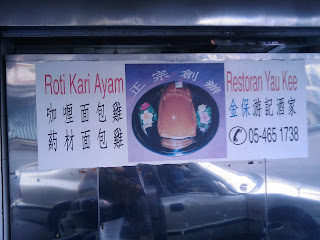 Roti Kari Ayam
咖喱面包雞
药材面包雞
正宗創辦
Restoran Yau Kee
金保游記酒家
05-465 1738